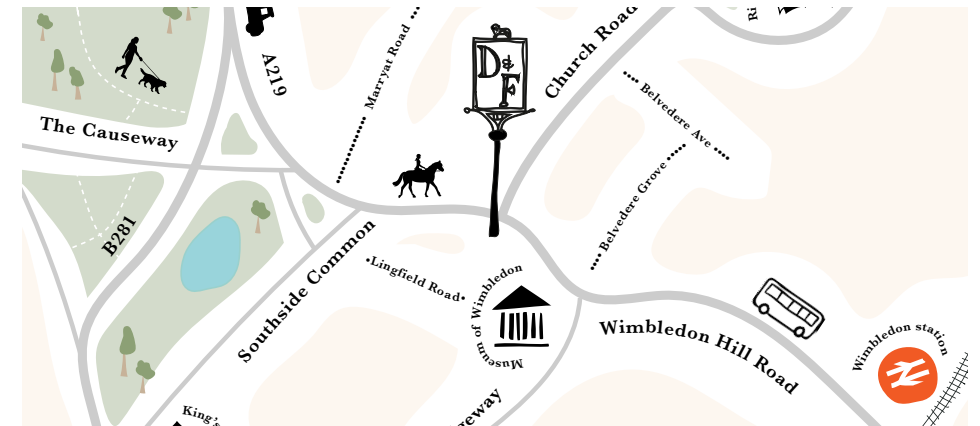 A219
Marryat Road
D&F
Church Road
Belvedere Ave
The Causeway
B281
Belvedere Grove
Southside Common
Lingfield Road
Museum of Wimbledon
Wimbledon Hill Road
Wimbledon station
King's